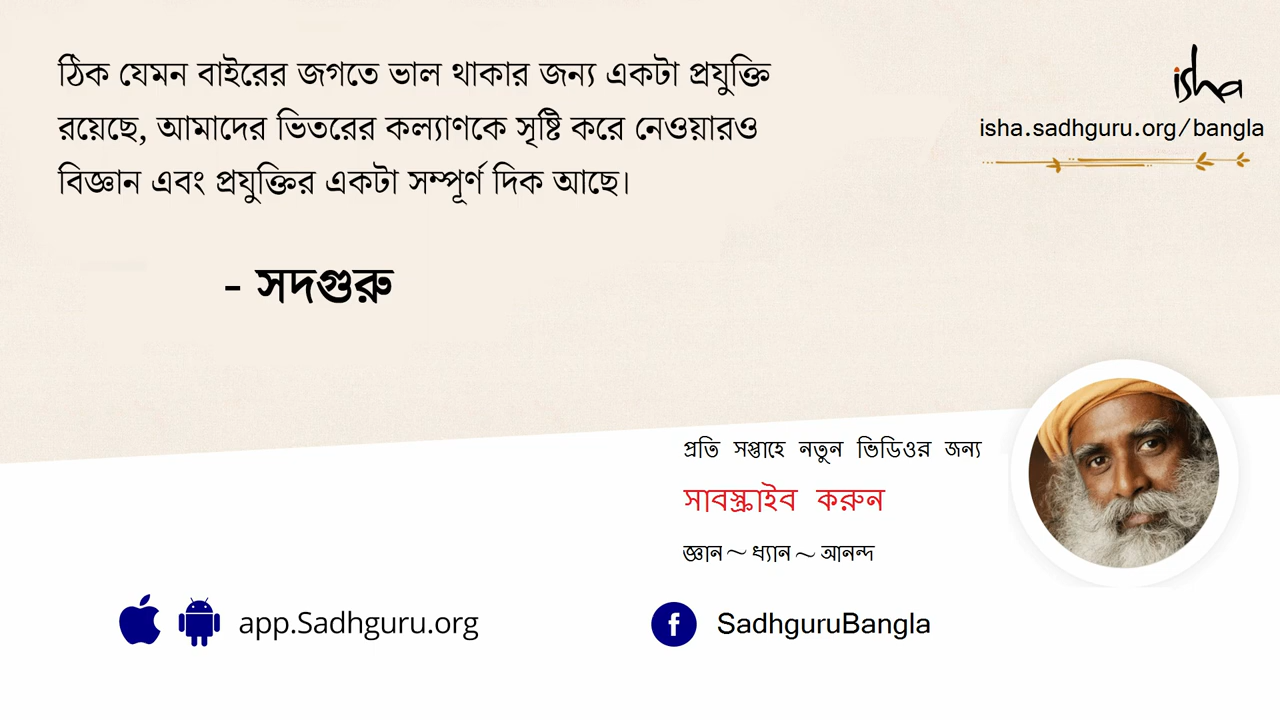 ঠিক যেমন বাইরের জগতে ভাল থাকার জন্য একটা প্রযুক্তি
রয়েছে, আমাদের ভিতরের কল্যাণকে সৃষ্টি করে নেওয়ারও
বিজ্ঞান এবং প্রযুক্তির একটা সম্পূর্ণ দিক আছে।
- সদগুরু
isha
isha.sadhguru.org/bangla
প্রতি সপ্তাহে নতুন ভিডিওর জন্য
সাবস্ক্রাইব করুন
জ্ঞান ~ ধ্যান ~ আনন্দ
app.Sadhguru.org
f SadhguruBangla